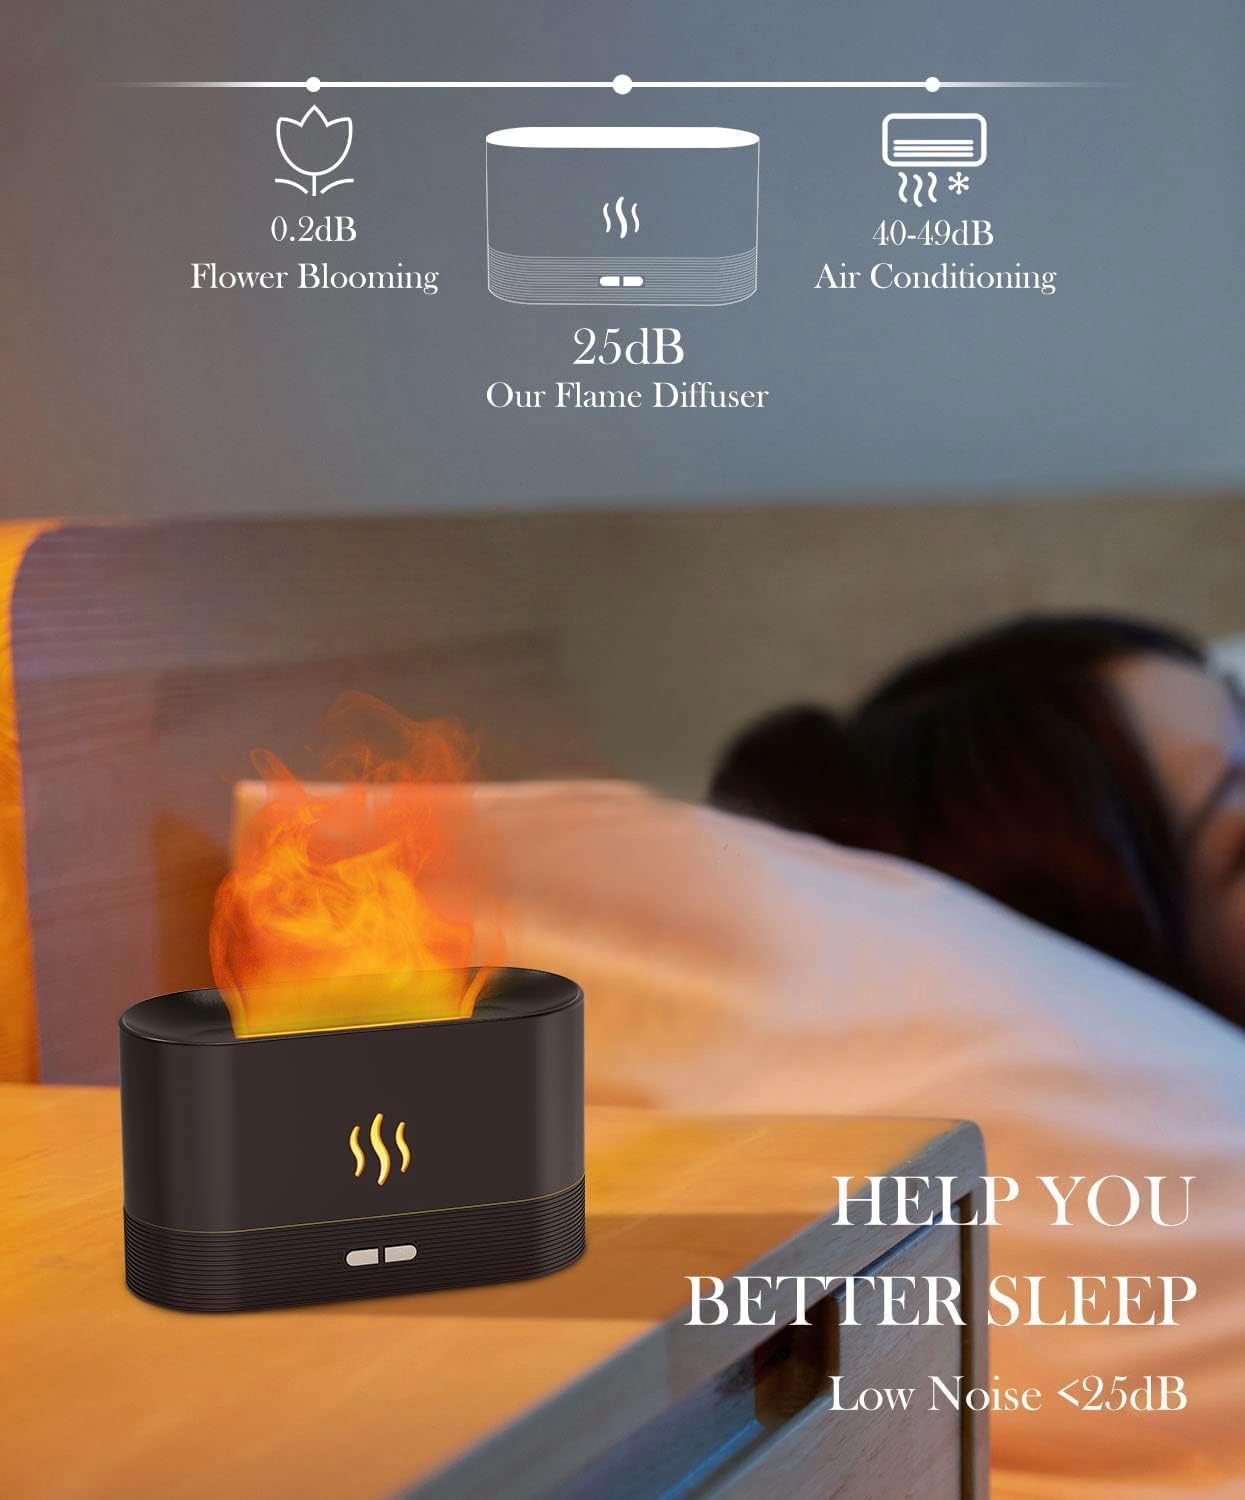 0.2dB
Flower Blooming
25dB
Our Flame Diffuser
40-49dB
Air Conditioning
HELP YOU
BETTER SLEEP
Low Noise <25dB